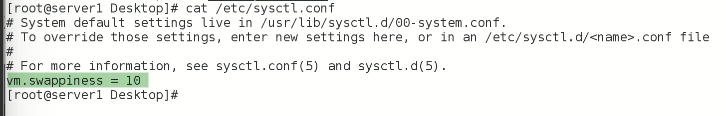 [root@server1 Desktop]# cat /etc/sysctl.conf
# System default settings live in /usr/lib/sysctl.d/00-system.conf.
# To override those settings, enter new settings here, or in an /etc/sysctl.d/<name>.conf file
#
# For more information, see sysctl.conf(5) and sysctl.d(5).
vm.swappiness = 10
[root@server1 Desktop]#